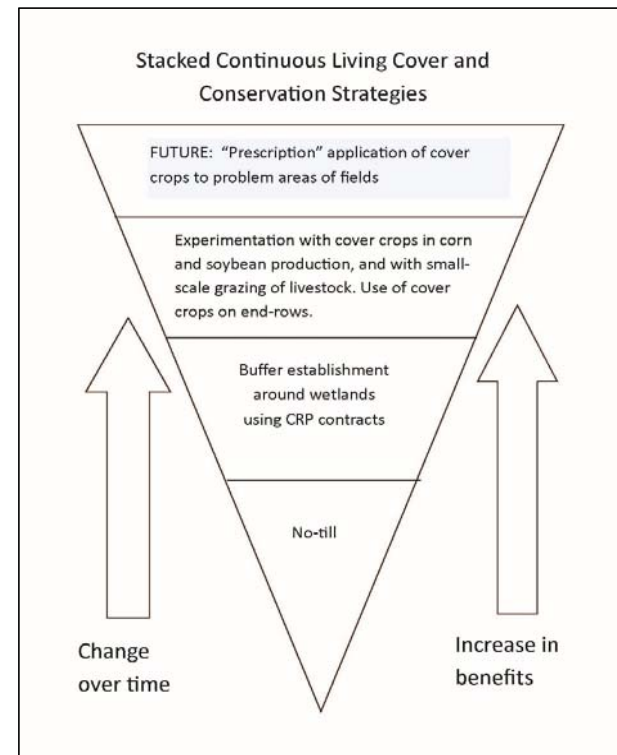 Stacked Continuous Living Cover and
Conservation Strategies
FUTURE: “Prescription” application of cover
crops to problem areas of fields
Experimentation with cover crops in corn
and soybean production, and with small-
scale grazing of livestock. Use of cover
crops on end-rows.
Buffer establishment
around wetlands
using CRP contracts
No-till
Change
over time
Increase in
benefits